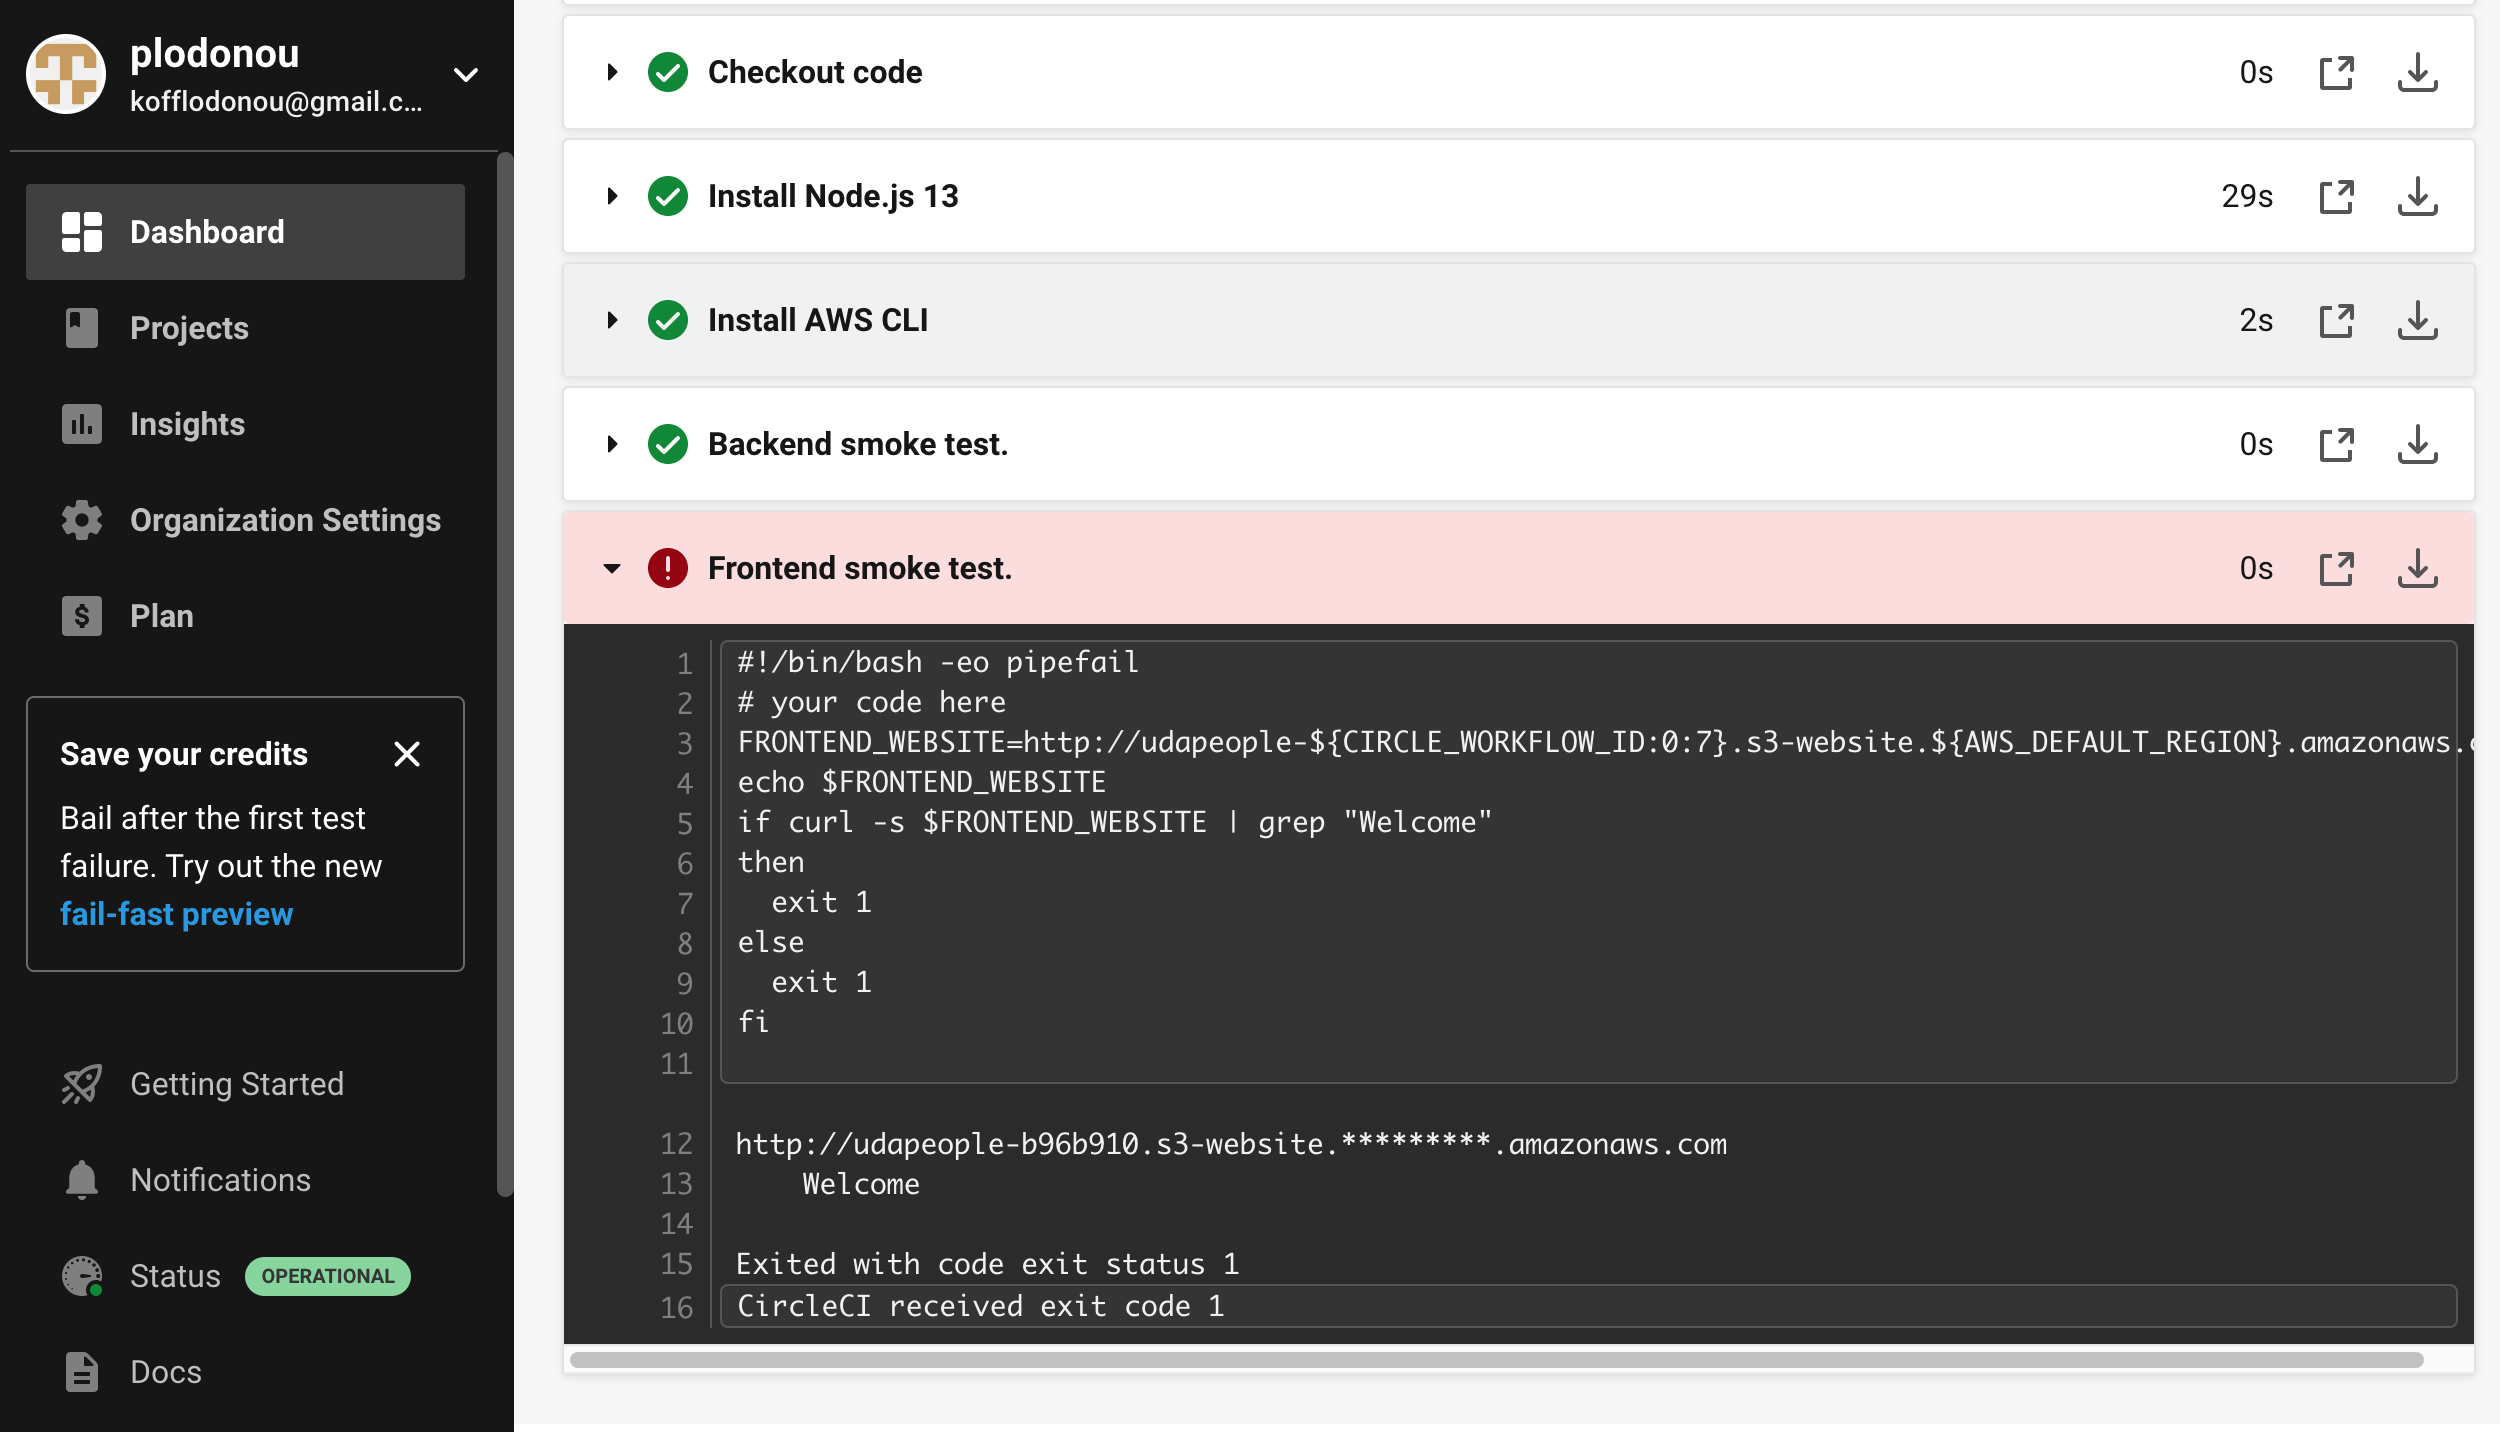 plodonou
kofflodonou@gmail.c...
Dashboard
Projects
Insights
Organization Settings
Plan
Save your credits
Bail after the first test
failure. Try out the new
fail-fast preview
Getting Started
Notifications
Status OPERATIONAL
Docs
Checkout code 0s
Install Node.js 13 29s
Install AWS CLI 2s
Backend smoke test. 0s
Frontend smoke test. 0s
1 #!/bin/bash -eo pipefail
2 # your code here
3 FRONTEND_WEBSITE=http://udapeople-${CIRCLE_WORKFLOW_ID:0:7}.s3-website.${AWS_DEFAULT_REGION}.amazonaws.
4 echo $FRONTEND_WEBSITE
5 if curl -s $FRONTEND_WEBSITE | grep "Welcome"
6 then
7   exit 1
8 else
9   exit 1
10 fi
11
12 http://udapeople-b96b910.s3-website.*********.amazonaws.com
13     Welcome
14
15 Exited with code exit status 1
16 CircleCI received exit code 1